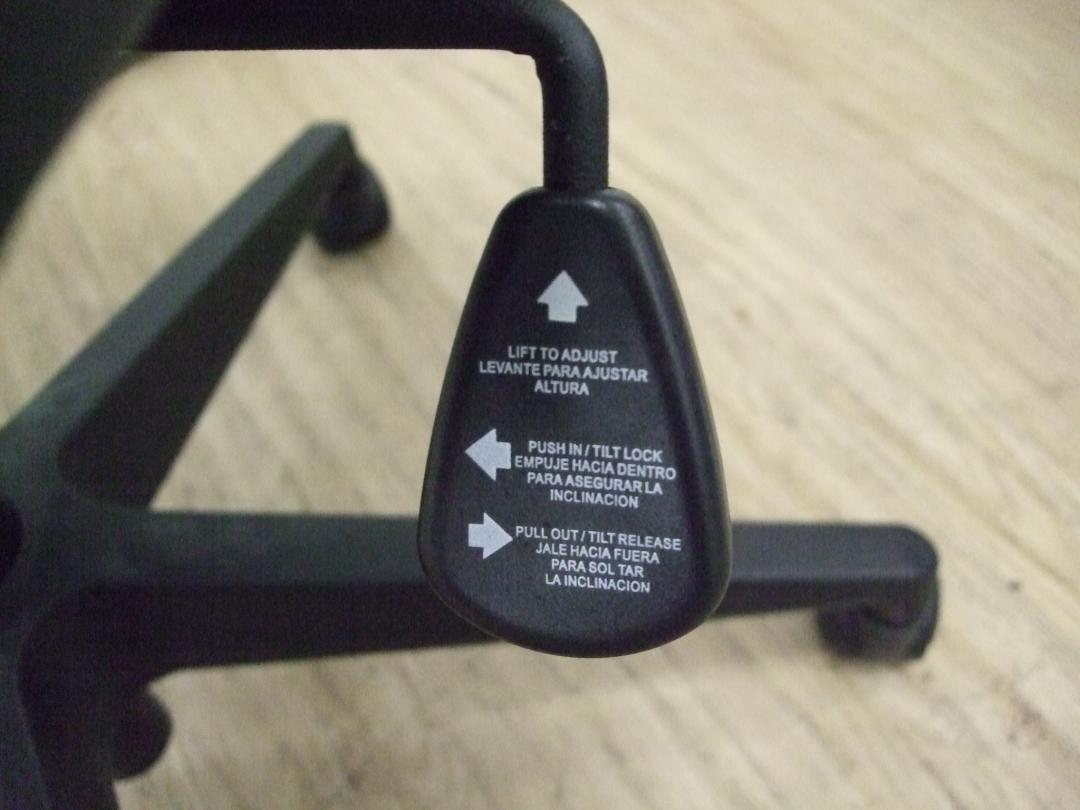 LIFT TO ADJUST
LEVANTE PARA AJUSTAR
ALTURA
PUSH IN / TILT LOCK
EMPUJE HACIA DENTRO
PARA ASEGURAR LA
INCLINACION
PULL OUT / TILT RELEASE
JALE HACIA FUERA
PARA SOL TAR
LA INCLINACION